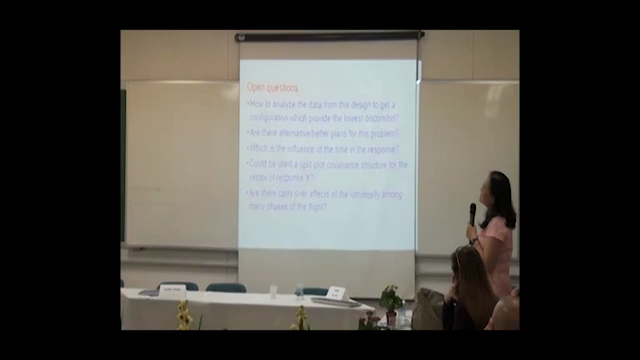 Open questions
•How to analyze the data from this design to get a
configuration which provide the lowest discomfort?
•Are there alternative/better plans for this problem?
•Which is the influence of the time in the response?
•Could be used a split plot covariance structure for the
vector of response Y?
•Are there carry over effects of the luminosity among
many phases of the flight?